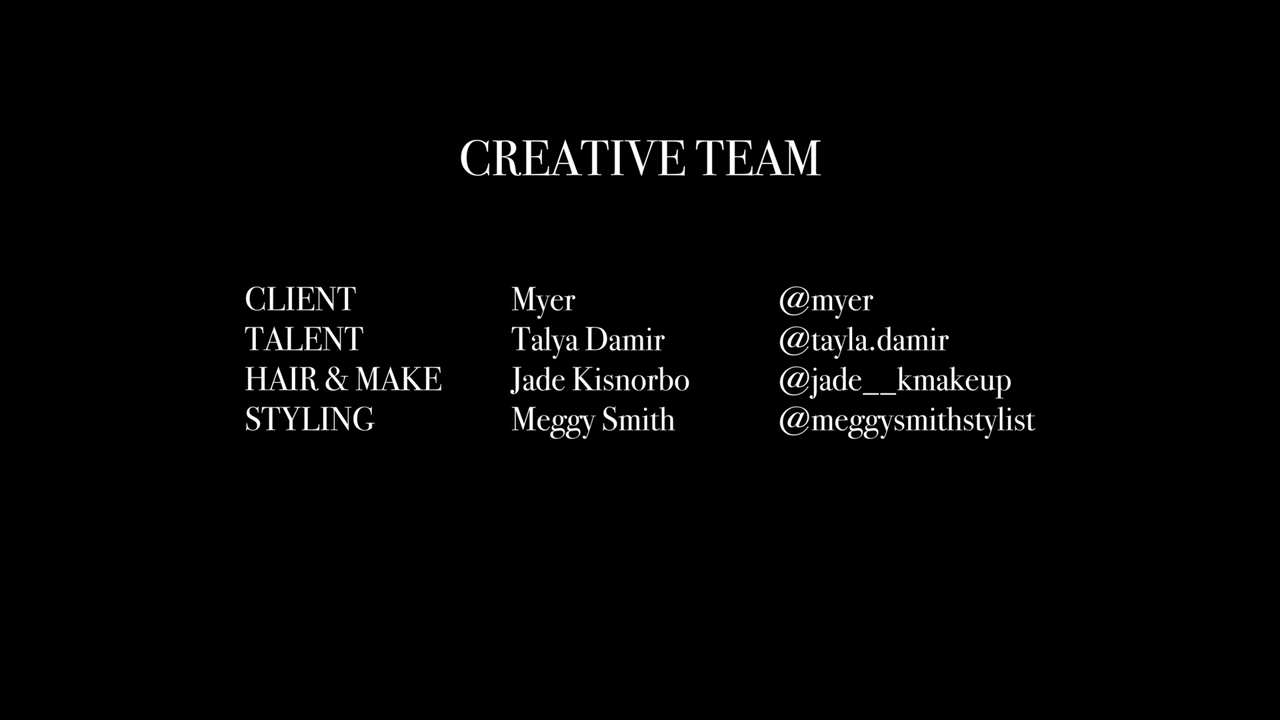 CREATIVE TEAM
CLIENT Myer @myer
TALENT Talya Damir @tayla.damir
HAIR & MAKE Jade Kisnorbo @jade__kmakeup
STYLING Meggy Smith @meggysmithstylist